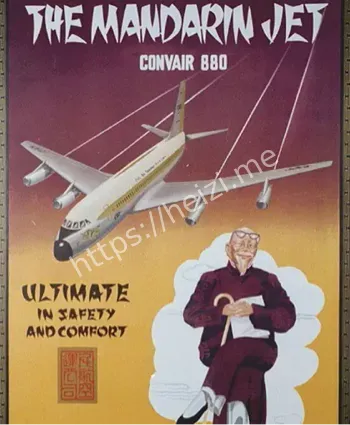 THE MANDARIN JET
CONVAIR 880
https://heizi.me
ULTIMATE
IN SAFETY
AND COMFORT